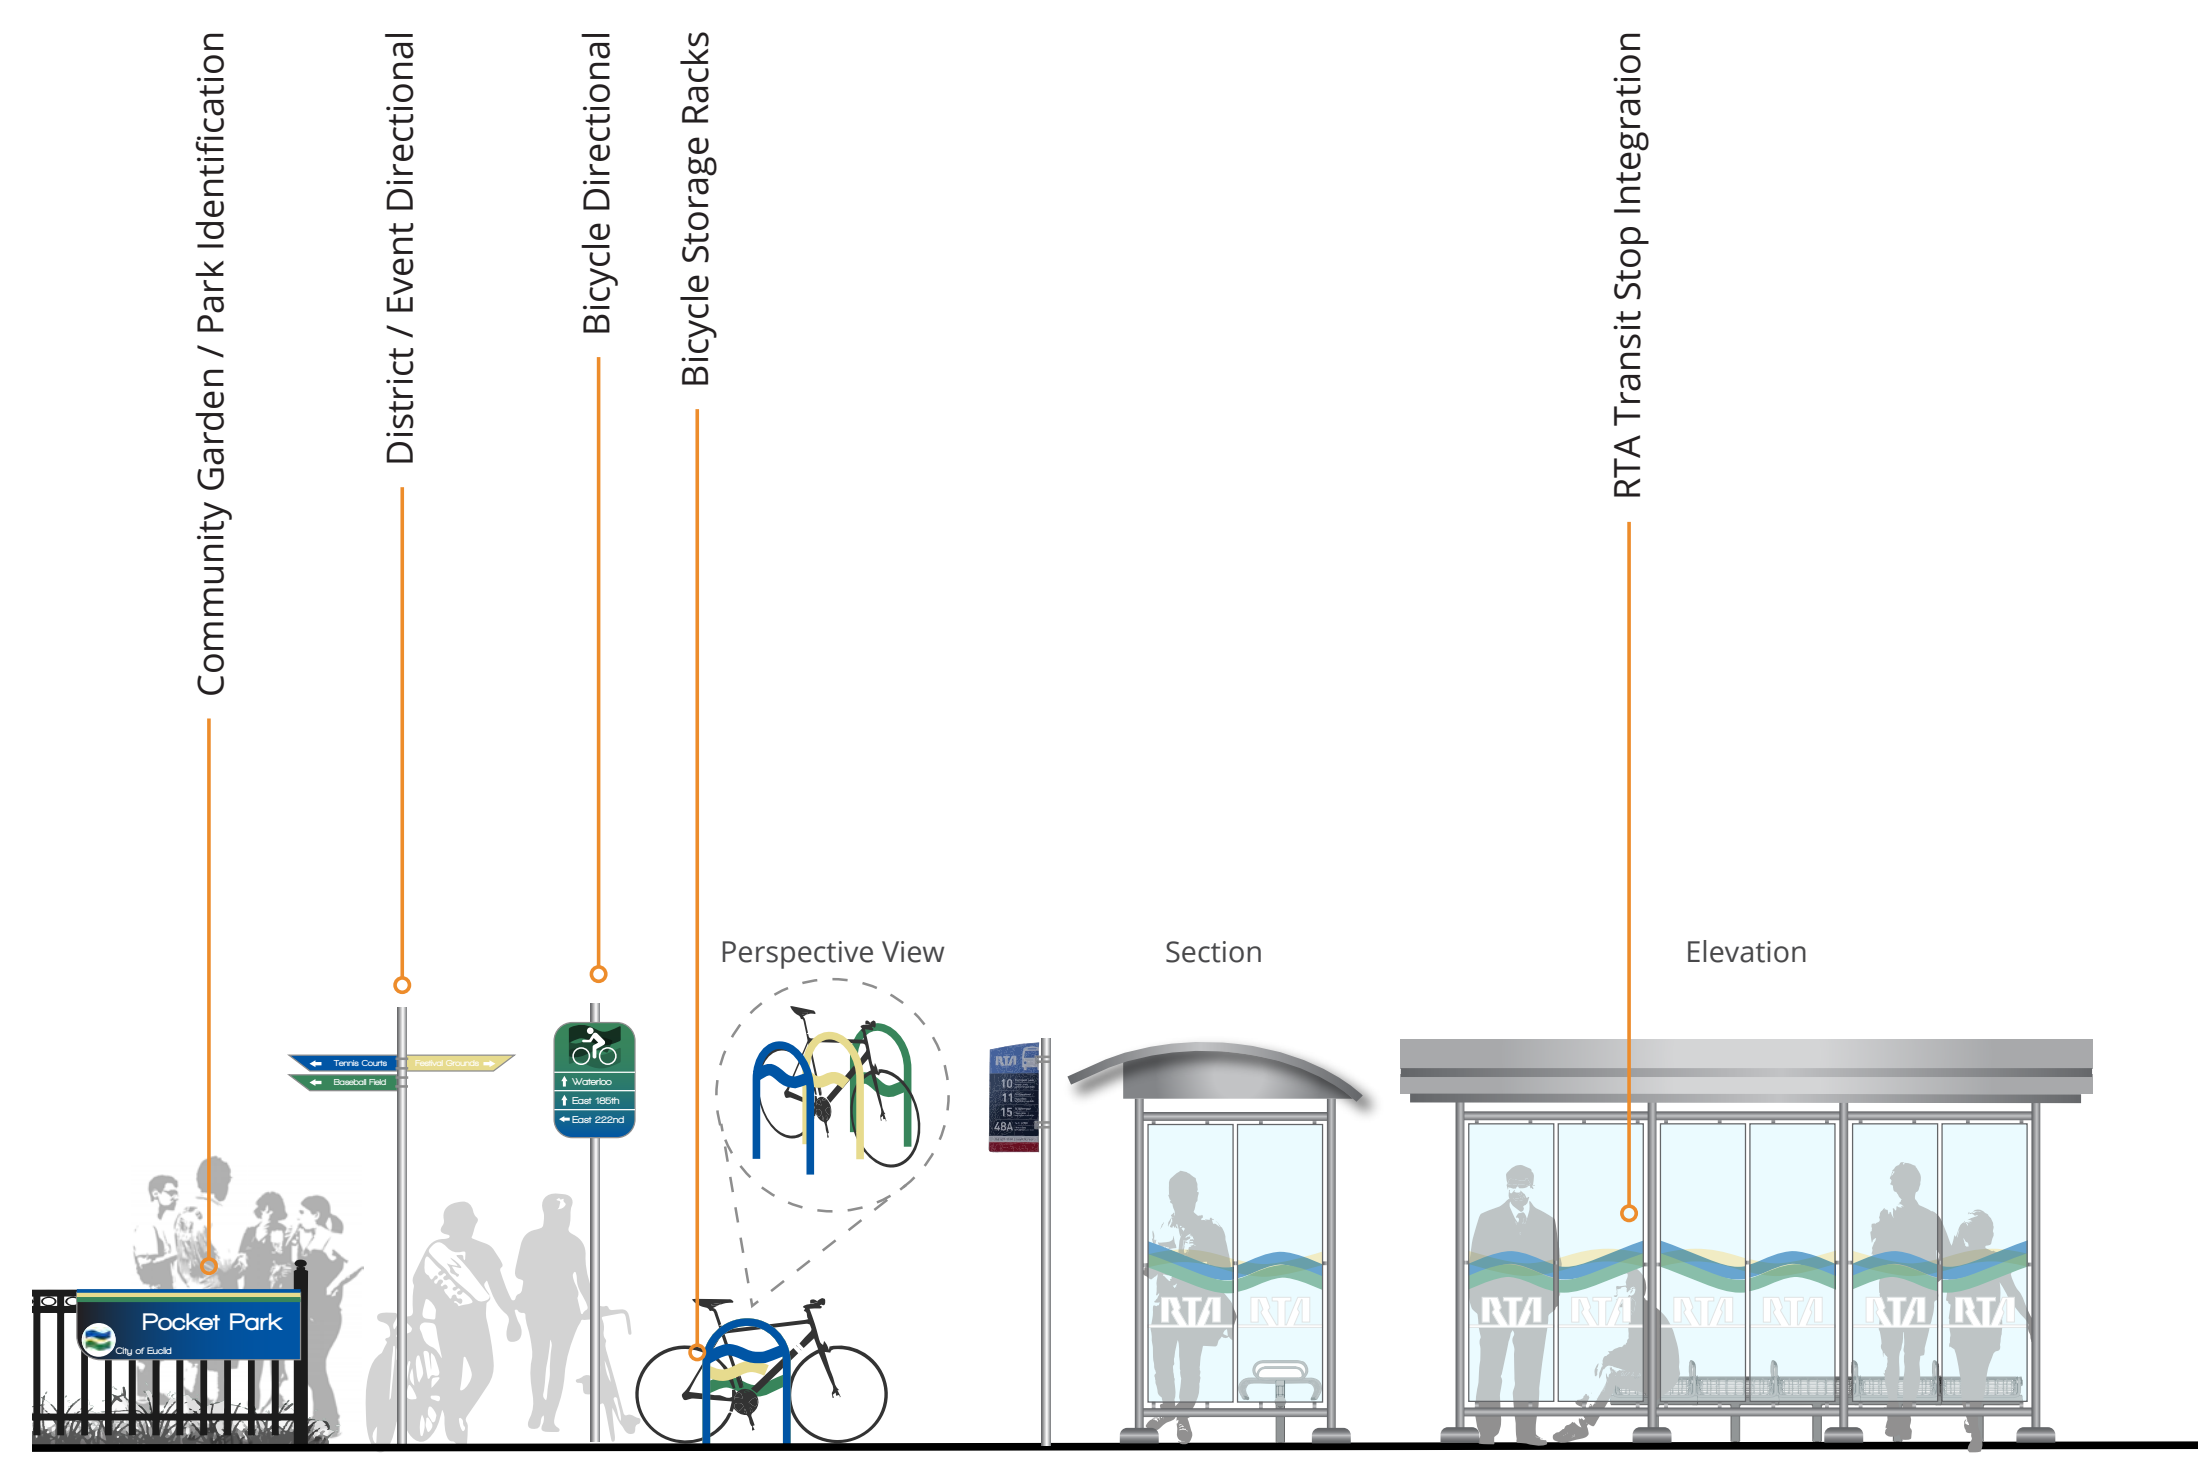 Community Garden / Park Identification
District / Event Directional
Bicycle Directional
Bicycle Storage Racks
RTA Transit Stop Integration
Perspective View
Section
Elevation
Tennis Courts
Festival Grounds
Baseball Field
Waterloo
East 185th
East 222nd
RTA
10
11
15
48A
Pocket Park
City of Euclid
RTA
RTA
RTA
RTA
RTA
RTA
RTA
RTA